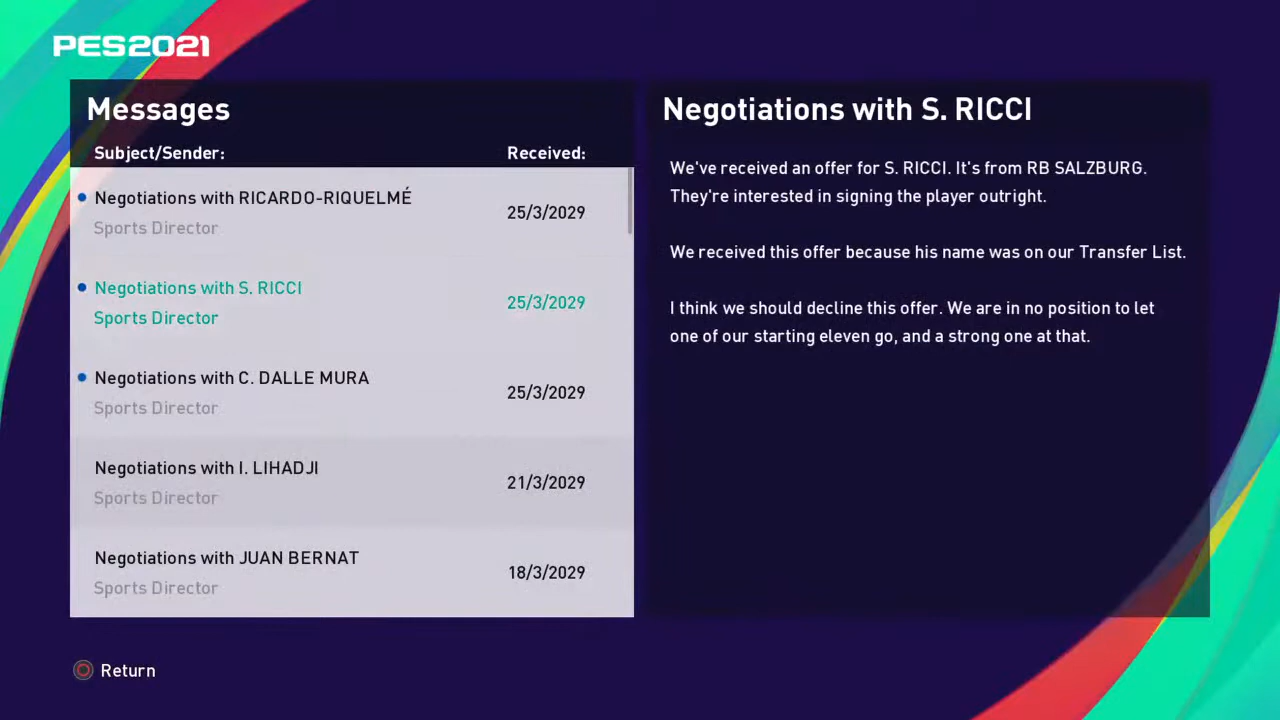 PES2021
Messages
Subject/Sender:
Received:
Negotiations with RICARDO-RIQUELMÉ
Sports Director
25/3/2029
Negotiations with S. RICCI
Sports Director
25/3/2029
Negotiations with C. DALLE MURA
Sports Director
25/3/2029
Negotiations with I. LIHADJI
Sports Director
21/3/2029
Negotiations with JUAN BERNAT
Sports Director
18/3/2029
Negotiations with S. RICCI
We've received an offer for S. RICCI. It's from RB SALZBURG.
They're interested in signing the player outright.
We received this offer because his name was on our Transfer List.
I think we should decline this offer. We are in no position to let
one of our starting eleven go, and a strong one at that.
Return